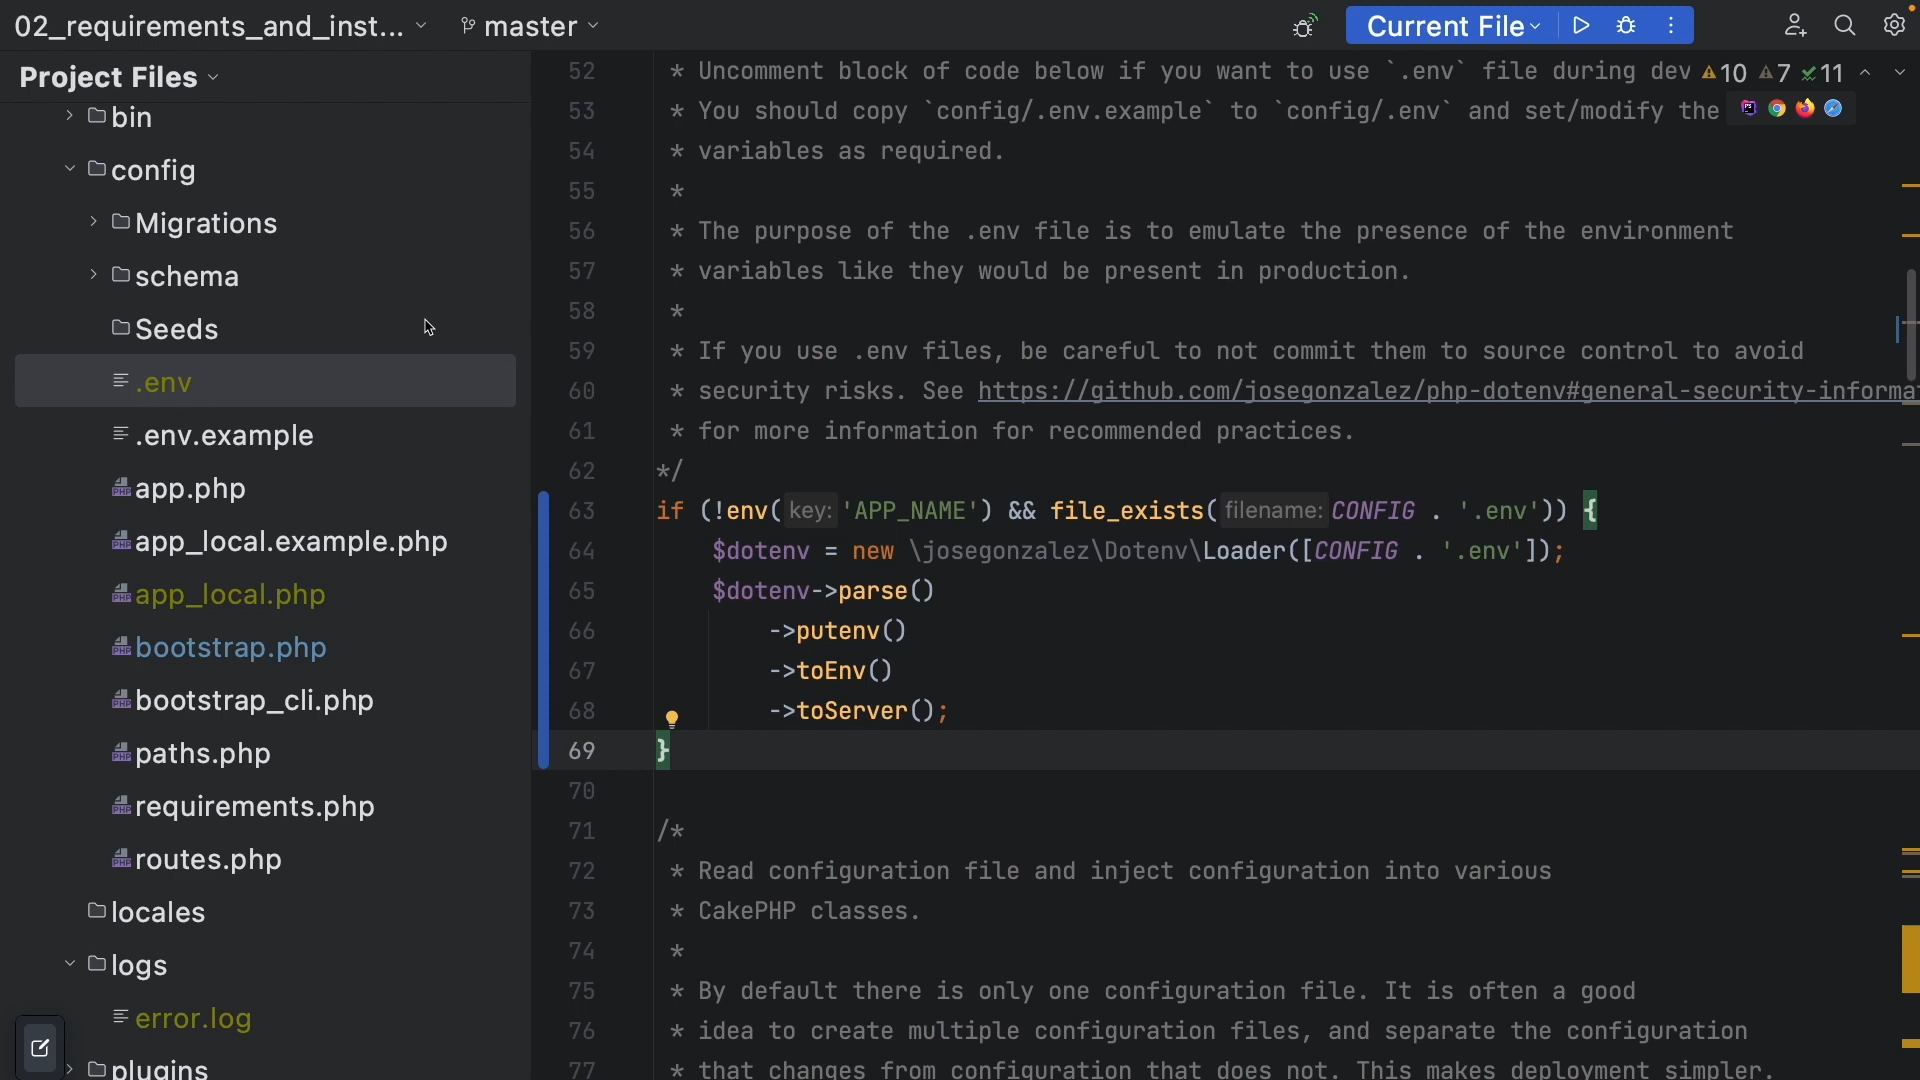 02_requirements_and_inst... master Current File
Project Files
bin
config
Migrations
schema
Seeds
.env
.env.example
app.php
app_local.example.php
app_local.php
bootstrap.php
bootstrap_cli.php
paths.php
requirements.php
routes.php
locales
logs
error.log
plugins
10 7 11
52 * Uncomment block of code below if you want to use `.env` file during dev
53 * You should copy `config/.env.example` to `config/.env` and set/modify the
54 * variables as required.
55 *
56 * The purpose of the .env file is to emulate the presence of the environment
57 * variables like they would be present in production.
58 *
59 * If you use .env files, be careful to not commit them to source control to avoid
60 * security risks. See https://github.com/josegonzalez/php-dotenv#general-security-informa
61 * for more information for recommended practices.
62 */
63 if (!env( key: 'APP_NAME') && file_exists( filename: CONFIG . '.env')) {
64 $dotenv = new \josegonzalez\Dotenv\Loader([CONFIG . '.env']);
65 $dotenv->parse()
66 ->putenv()
67 ->toEnv()
68 ->toServer();
69 }
70
71 /*
72 * Read configuration file and inject configuration into various
73 * CakePHP classes.
74 *
75 * By default there is only one configuration file. It is often a good
76 * idea to create multiple configuration files, and separate the configuration
77 * that changes from configuration that does not. This makes deployment simpler.